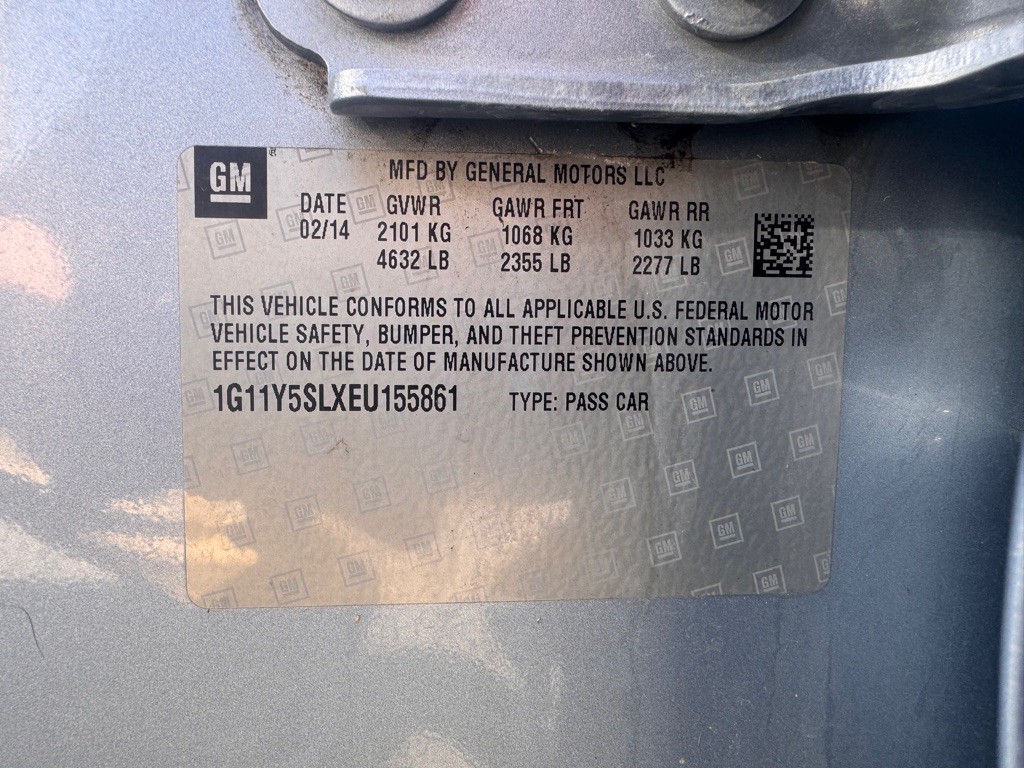 GM
MFD BY GENERAL MOTORS LLC
DATE GVWR GAWR FRT GAWR RR
02/14 2101 KG 1068 KG 1033 KG
4632 LB 2355 LB 2277 LB
THIS VEHICLE CONFORMS TO ALL APPLICABLE U.S. FEDERAL MOTOR
VEHICLE SAFETY, BUMPER, AND THEFT PREVENTION STANDARDS IN
EFFECT ON THE DATE OF MANUFACTURE SHOWN ABOVE.
1G11Y5SLXEU155861 TYPE: PASS CAR